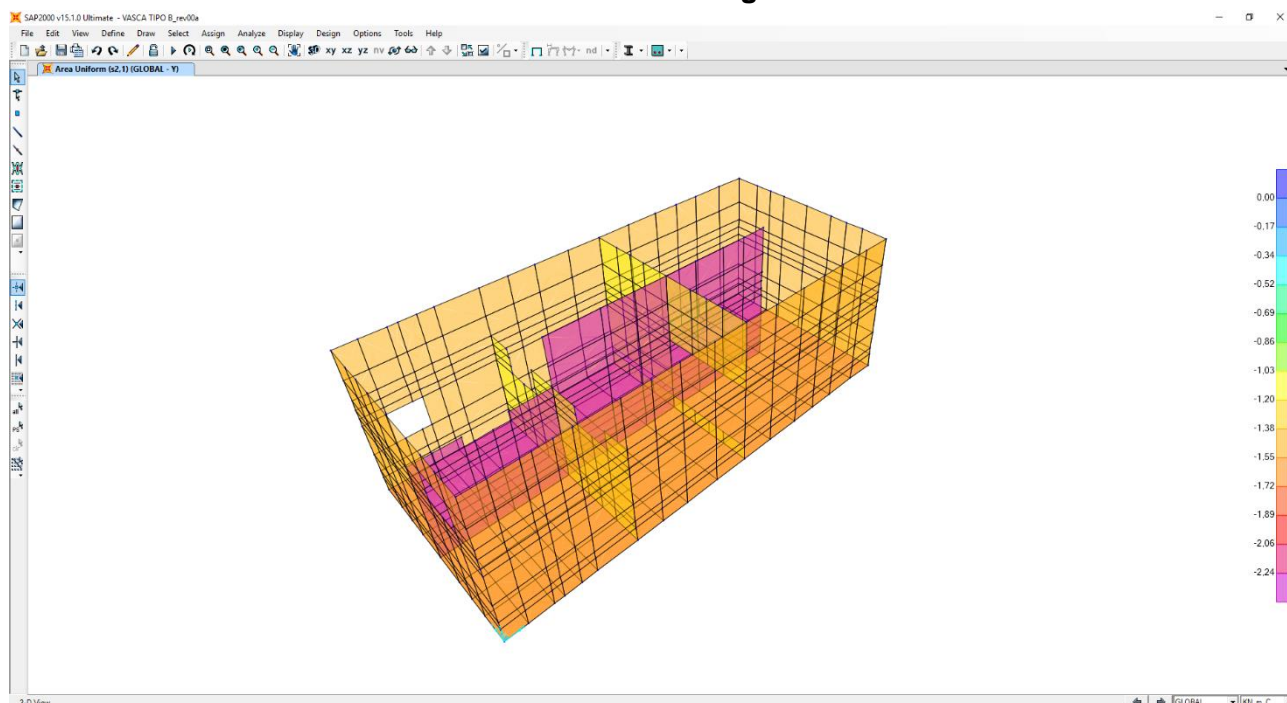 SAP2000 v15.1.0 Ultimate - VASCA TIPO B_rev00a
File Edit View Define Draw Select Assign Analyze Display Design Options Tools Help
3D xy xz yz nv nd
Area Uniform (s2,1) (GLOBAL - Y)
0.00
-0.17
-0.34
-0.52
-0.69
-0.86
-1.03
-1.20
-1.38
-1.55
-1.72
-1.89
-2.06
-2.24
3-D View
GLOBAL